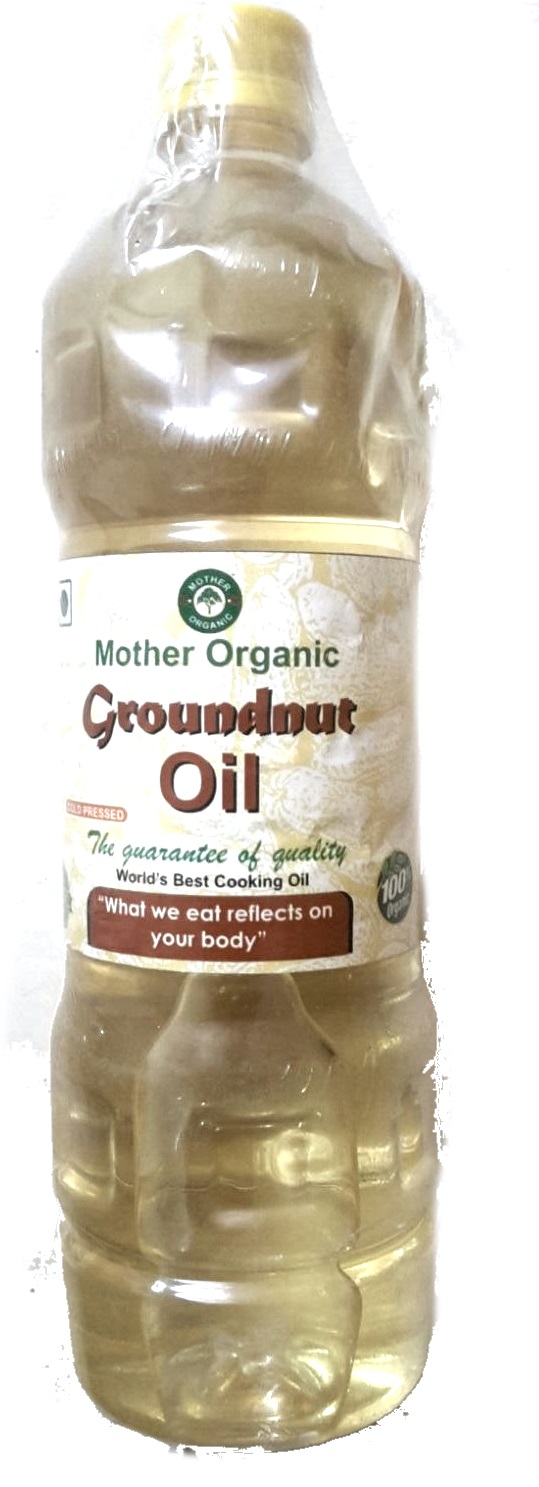 MOTHER
ORGANIC
Mother Organic
Groundnut
Oil
COLD PRESSED
The guarantee of quality
World's Best Cooking Oil
100%
Organic
"What we eat reflects on
your body"